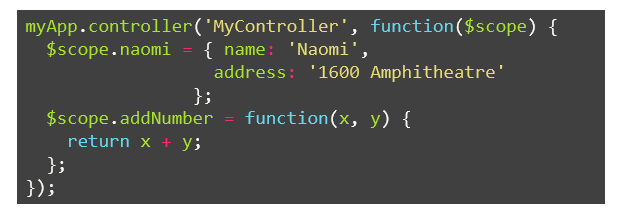 myApp.controller('MyController', function($scope) {
  $scope.naomi = { name: 'Naomi',
                  address: '1600 Amphitheatre'
                };
  $scope.addNumber = function(x, y) {
    return x + y;
  };
});